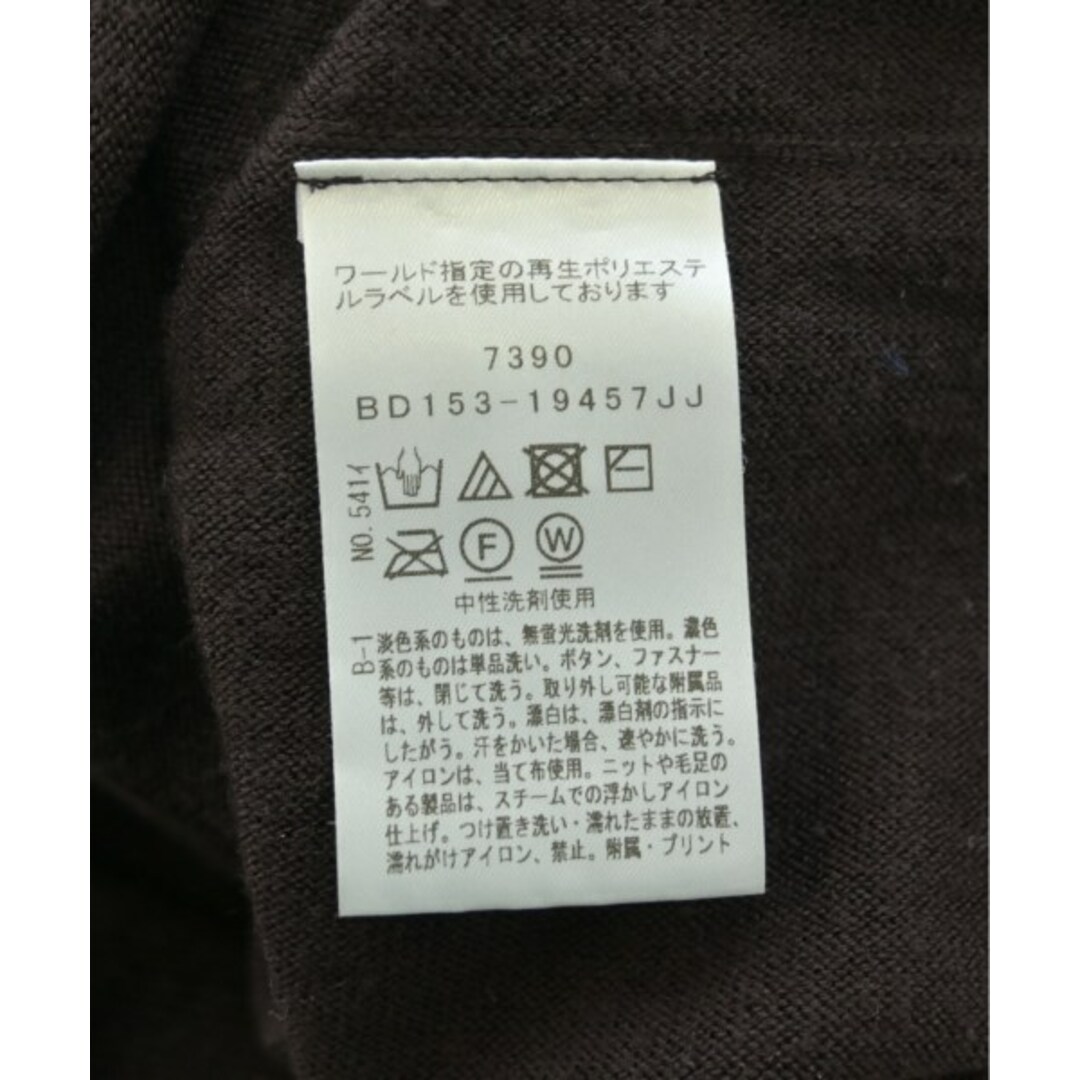 ワールド指定の再生ポリエステ
ルラベルを使用しております
7390
BD153-19457JJ
NO.541イ
F W
中性洗剤使用
B-1
淡色系のものは、無蛍光洗剤を使用。濃色
系のものは単品洗い。ボタン、ファスナー
等は、閉じて洗う。取り外し可能な附属品
は、外して洗う。漂白は、漂白剤の指示に
したがう。汗をかいた場合、速やかに洗う。
アイロンは、当て布使用。ニットや毛足の
ある製品は、スチームでの浮かしアイロン
仕上げ。つけ置き洗い・濡れたままの放置、
濡れがけアイロン、禁止。附属・プリント